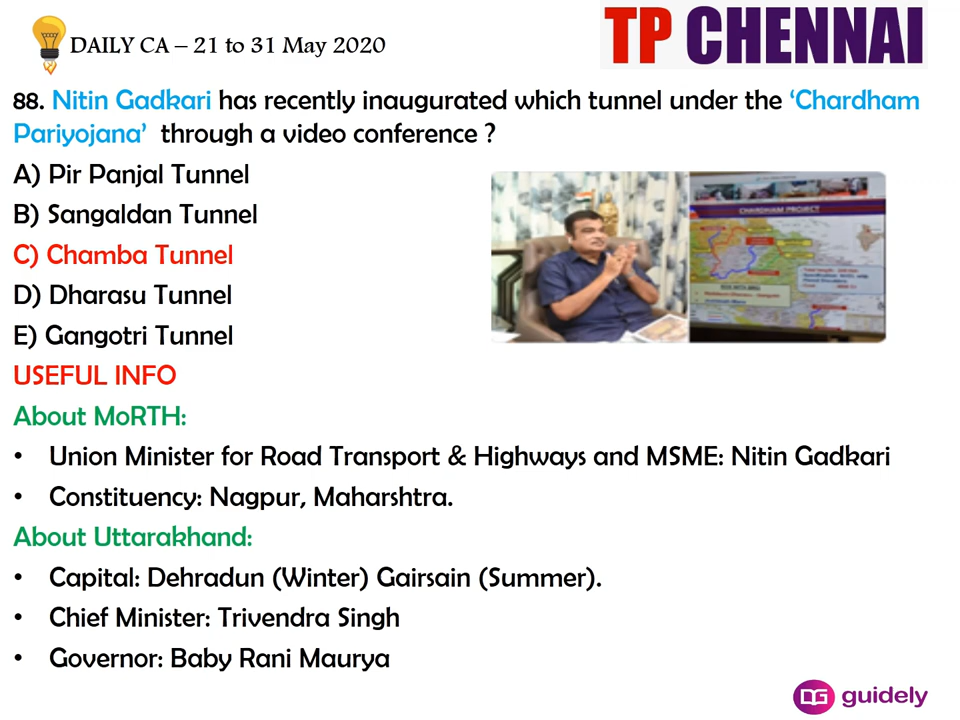 DAILY CA – 21 to 31 May 2020
TP CHENNAI
88. Nitin Gadkari has recently inaugurated which tunnel under the ‘Chardham
Pariyojana’ through a video conference ?
A) Pir Panjal Tunnel
B) Sangaldan Tunnel
C) Chamba Tunnel
D) Dharasu Tunnel
E) Gangotri Tunnel
CHARDHAM PROJECT
USEFUL INFO
About MoRTH:
• Union Minister for Road Transport & Highways and MSME: Nitin Gadkari
• Constituency: Nagpur, Maharshtra.
About Uttarakhand:
• Capital: Dehradun (Winter) Gairsain (Summer).
• Chief Minister: Trivendra Singh
• Governor: Baby Rani Maurya
guidely